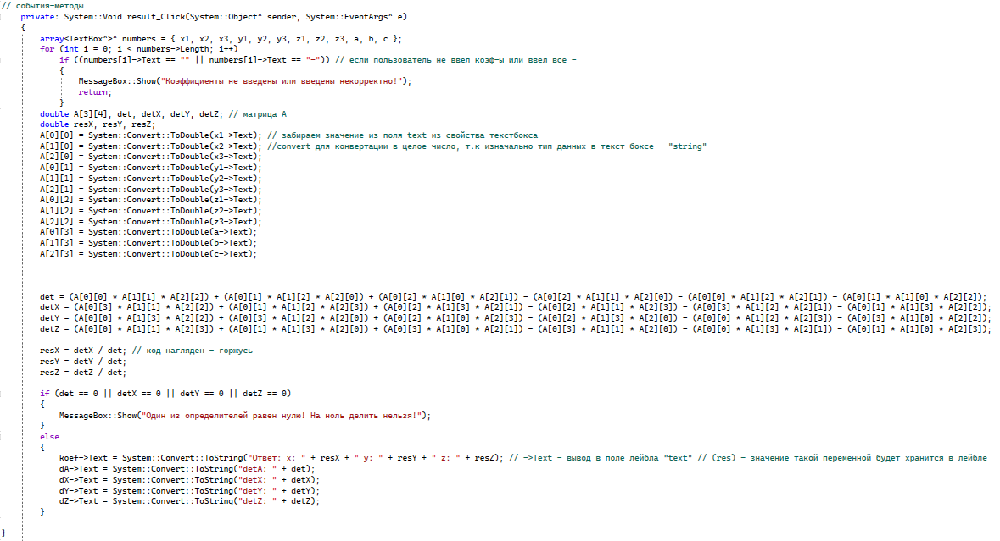 // события-методы
private: System::Void result_Click(System::Object^ sender, System::EventArgs^ e)
{
array<TextBox^>^ numbers = { x1, x2, x3, y1, y2, y3, z1, z2, z3, a, b, c };
for (int i = 0; i < numbers->Length; i++)
if ((numbers[i]->Text == "" || numbers[i]->Text == "-")) // если пользователь не ввел коэф-ы или ввел все -
{
MessageBox::Show("Коэффициенты не введены или введены некорректно!");
return;
}
double A[3][4], det, detX, detY, detZ; // матрица A
double resX, resY, resZ;
A[0][0] = System::Convert::ToDouble(x1->Text); // забираем значение из поля text из свойства текстбокса
A[1][0] = System::Convert::ToDouble(x2->Text); //convert для конвертации в целое число, т.к изначально тип данных в текст-боксе - "string"
A[2][0] = System::Convert::ToDouble(x3->Text);
A[0][1] = System::Convert::ToDouble(y1->Text);
A[1][1] = System::Convert::ToDouble(y2->Text);
A[2][1] = System::Convert::ToDouble(y3->Text);
A[0][2] = System::Convert::ToDouble(z1->Text);
A[1][2] = System::Convert::ToDouble(z2->Text);
A[2][2] = System::Convert::ToDouble(z3->Text);
A[0][3] = System::Convert::ToDouble(a->Text);
A[1][3] = System::Convert::ToDouble(b->Text);
A[2][3] = System::Convert::ToDouble(c->Text);
det = (A[0][0] * A[1][1] * A[2][2]) + (A[0][1] * A[1][2] * A[2][0]) + (A[0][2] * A[1][0] * A[2][1]) - (A[0][2] * A[1][1] * A[2][0]) - (A[0][0] * A[1][2] * A[2][1]) - (A[0][1] * A[1][0] * A[2][2]);
detX = (A[0][3] * A[1][1] * A[2][2]) + (A[0][1] * A[1][2] * A[2][3]) + (A[0][2] * A[1][3] * A[2][1]) - (A[0][2] * A[1][1] * A[2][3]) - (A[0][3] * A[1][2] * A[2][1]) - (A[0][1] * A[1][3] * A[2][2]);
detY = (A[0][0] * A[1][3] * A[2][2]) + (A[0][3] * A[1][2] * A[2][0]) + (A[0][2] * A[1][0] * A[2][3]) - (A[0][2] * A[1][3] * A[2][0]) - (A[0][0] * A[1][2] * A[2][3]) - (A[0][3] * A[1][0] * A[2][2]);
detZ = (A[0][0] * A[1][1] * A[2][3]) + (A[0][1] * A[1][3] * A[2][0]) + (A[0][3] * A[1][0] * A[2][1]) - (A[0][3] * A[1][1] * A[2][0]) - (A[0][0] * A[1][3] * A[2][1]) - (A[0][1] * A[1][0] * A[2][3]);
resX = detX / det; // код нагляден - горжусь
resY = detY / det;
resZ = detZ / det;
if (det == 0 || detX == 0 || detY == 0 || detZ == 0)
{
MessageBox::Show("Один из определителей равен нулю! На ноль делить нельзя!");
}
else
{
koef->Text = System::Convert::ToString("Ответ: x: " + resX + " y: " + resY + " z: " + resZ); // ->Text - вывод в поле лейбла "text" // (res) - значение такой переменной будет хранится в лейбле
dA->Text = System::Convert::ToString("detA: " + det);
dX->Text = System::Convert::ToString("detX: " + detX);
dY->Text = System::Convert::ToString("detY: " + detY);
dZ->Text = System::Convert::ToString("detZ: " + detZ);
}
}